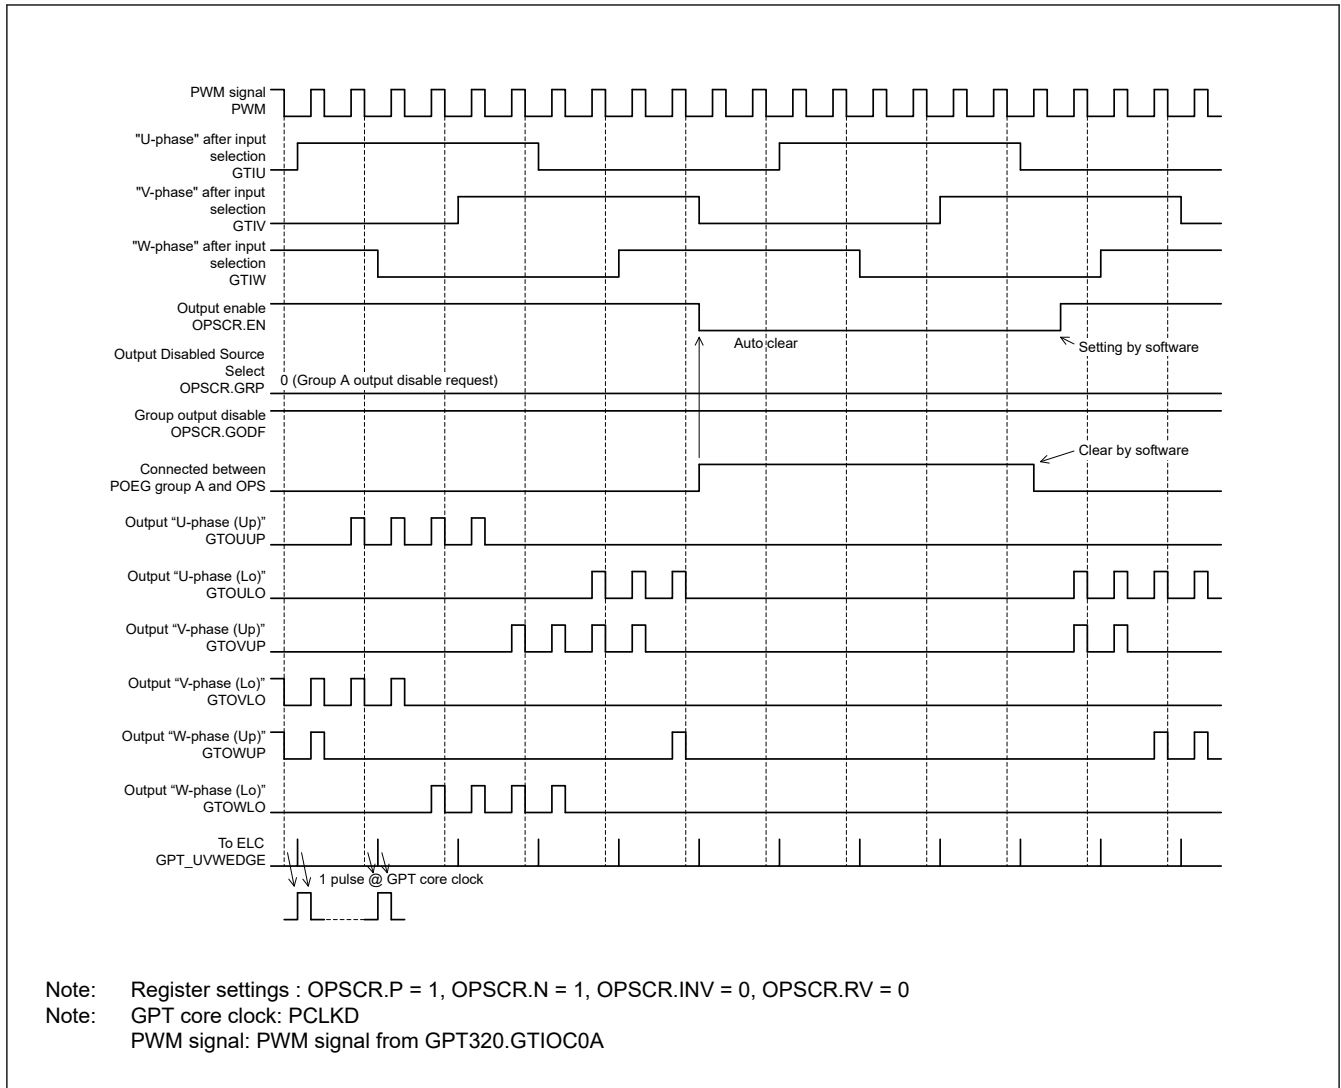 PWM signal
PWM
"U-phase" after input
selection
GTIU
"V-phase" after input
selection
GTIV
"W-phase" after input
selection
GTIW
Output enable
OPSCR.EN
Auto clear
Setting by software
Output Disabled Source
Select
OPSCR.GRP
0 (Group A output disable request)
Group output disable
OPSCR.GODF
Clear by software
Connected between
POEG group A and OPS
Output “U-phase (Up)”
GTOUUP
Output “U-phase (Lo)”
GTOULO
Output “V-phase (Up)”
GTOVUP
Output “V-phase (Lo)”
GTOVLO
Output “W-phase (Up)”
GTOWUP
Output “W-phase (Lo)”
GTOWLO
To ELC
GPT_UVWEDGE
1 pulse @ GPT core clock
Note: Register settings : OPSCR.P = 1, OPSCR.N = 1, OPSCR.INV = 0, OPSCR.RV = 0
Note: GPT core clock: PCLKD
PWM signal: PWM signal from GPT320.GTIOC0A